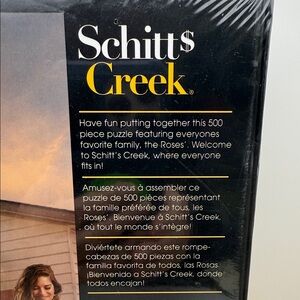 Schitt$
Creek®
Have fun putting together this 500
piece puzzle featuring everyones
favorite family, the Roses'. Welcome
to Schitt's Creek, where everyone
fits in!
Amusez-vous à assembler ce
puzzle de 500 pièces représentant
la famille préférée de tous, les
Roses'. Bienvenue à Schitt's Creek,
où tout le monde s'intègre!
Diviértete armando este rompe-
cabezas de 500 piezas con la
familia favorita de todos, las Rosas.
¡Bienvenido a Schitt's Creek, donde
todos encajan!